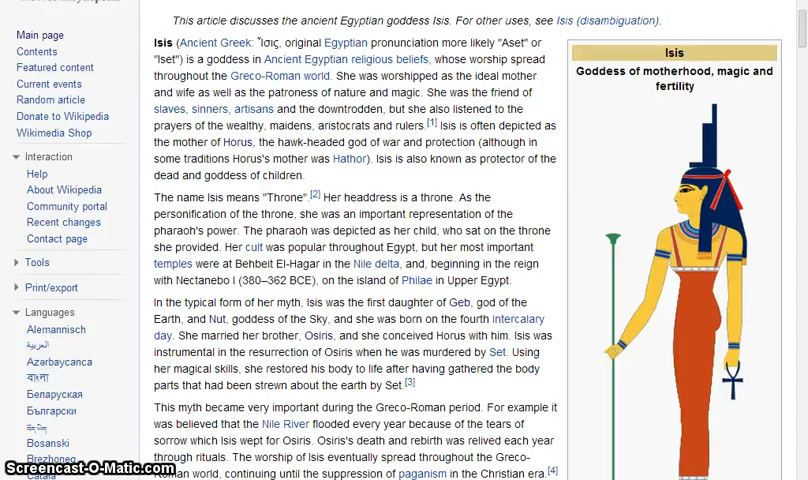 This article discusses the ancient Egyptian goddess Isis. For other uses, see Isis (disambiguation).
Main page
Contents
Featured content
Current events
Random article
Donate to Wikipedia
Wikimedia Shop
Interaction
Help
About Wikipedia
Community portal
Recent changes
Contact page
Tools
Print/export
Languages
Alemannisch
العربية
Azərbaycanca
বাংলা
Беларуская
Български
བོད་ཡིག
Bosanski
Brezhoneg
Català
Isis (Ancient Greek: Ἶσις, original Egyptian pronunciation more likely "Aset" or
"Iset") is a goddess in Ancient Egyptian religious beliefs, whose worship spread
throughout the Greco-Roman world. She was worshipped as the ideal mother
and wife as well as the patroness of nature and magic. She was the friend of
slaves, sinners, artisans and the downtrodden, but she also listened to the
prayers of the wealthy, maidens, aristocrats and rulers.[1] Isis is often depicted as
the mother of Horus, the hawk-headed god of war and protection (although in
some traditions Horus's mother was Hathor). Isis is also known as protector of the
dead and goddess of children.
The name Isis means "Throne".[2] Her headdress is a throne. As the
personification of the throne, she was an important representation of the
pharaoh's power. The pharaoh was depicted as her child, who sat on the throne
she provided. Her cult was popular throughout Egypt, but her most important
temples were at Behbeit El-Hagar in the Nile delta, and, beginning in the reign
with Nectanebo I (380–362 BCE), on the island of Philae in Upper Egypt.
In the typical form of her myth, Isis was the first daughter of Geb, god of the
Earth, and Nut, goddess of the Sky, and she was born on the fourth intercalary
day. She married her brother, Osiris, and she conceived Horus with him. Isis was
instrumental in the resurrection of Osiris when he was murdered by Set. Using
her magical skills, she restored his body to life after having gathered the body
parts that had been strewn about the earth by Set.[3]
This myth became very important during the Greco-Roman period. For example it
was believed that the Nile River flooded every year because of the tears of
sorrow which Isis wept for Osiris. Osiris's death and rebirth was relived each year
through rituals. The worship of Isis eventually spread throughout the Greco-
Roman world, continuing until the suppression of paganism in the Christian era.[4]
Isis
Goddess of motherhood, magic and
fertility
Screencast-O-Matic.com